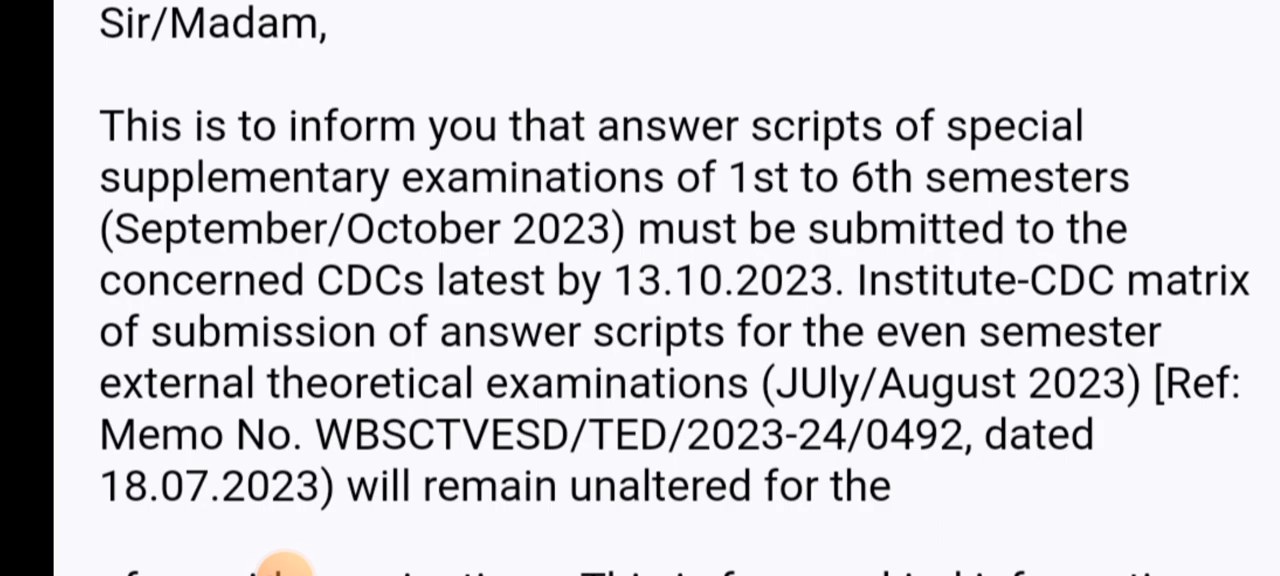 Sir/Madam,
This is to inform you that answer scripts of special
supplementary examinations of 1st to 6th semesters
(September/October 2023) must be submitted to the
concerned CDCs latest by 13.10.2023. Institute-CDC matrix
of submission of answer scripts for the even semester
external theoretical examinations (JUly/August 2023) [Ref:
Memo No. WBSCTVESD/TED/2023-24/0492, dated
18.07.2023) will remain unaltered for the